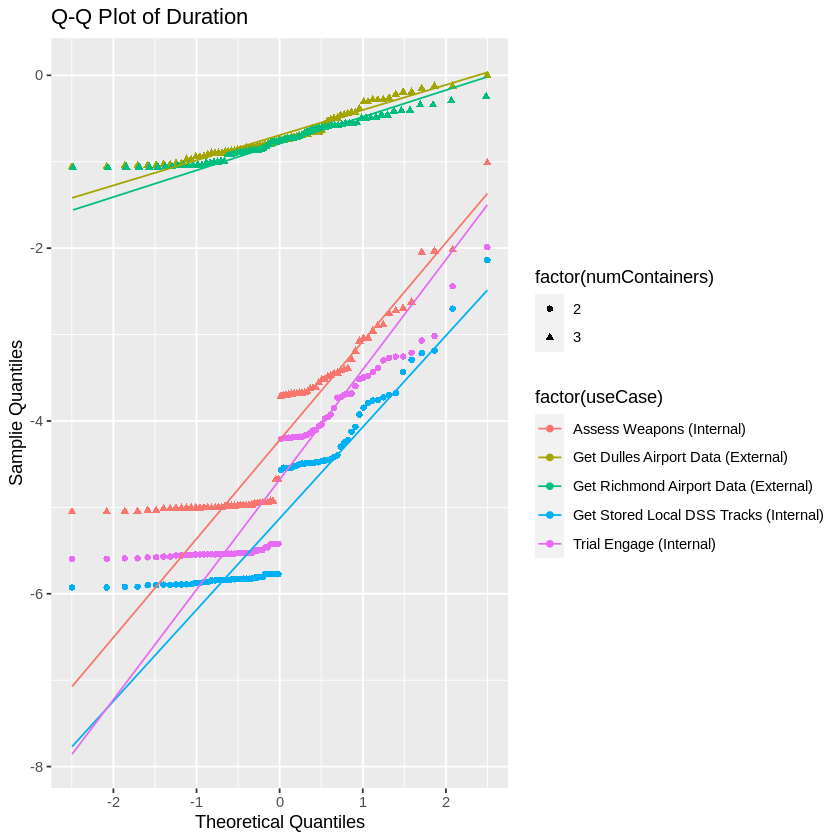 Q-Q Plot of Duration
Samplie Quantiles
0
-2
-4
-6
-8
-2
-1
0
1
2
Theoretical Quantiles
factor(numContainers)
2
3
factor(useCase)
Assess Weapons (Internal)
Get Dulles Airport Data (External)
Get Richmond Airport Data (External)
Get Stored Local DSS Tracks (Internal)
Trial Engage (Internal)